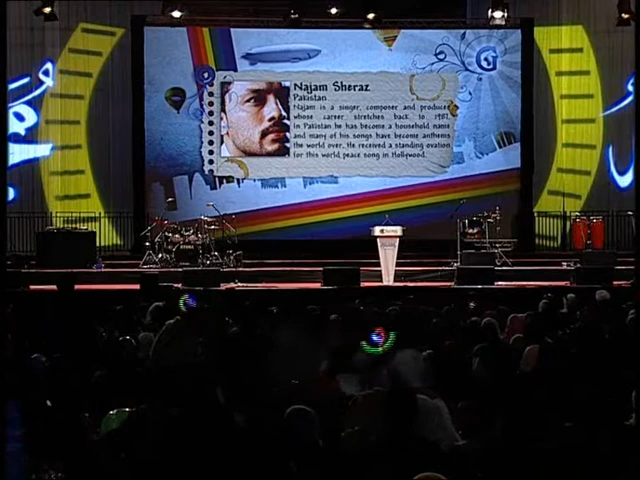 Najam Sheraz
Pakistan
Najam is a singer, composer and producer
whose career stretches back to 1987.
In Pakistan he has become a household name
and many of his songs have become anthems
the world over. He received a standing ovation
for this world peace song in Hollywood.
G